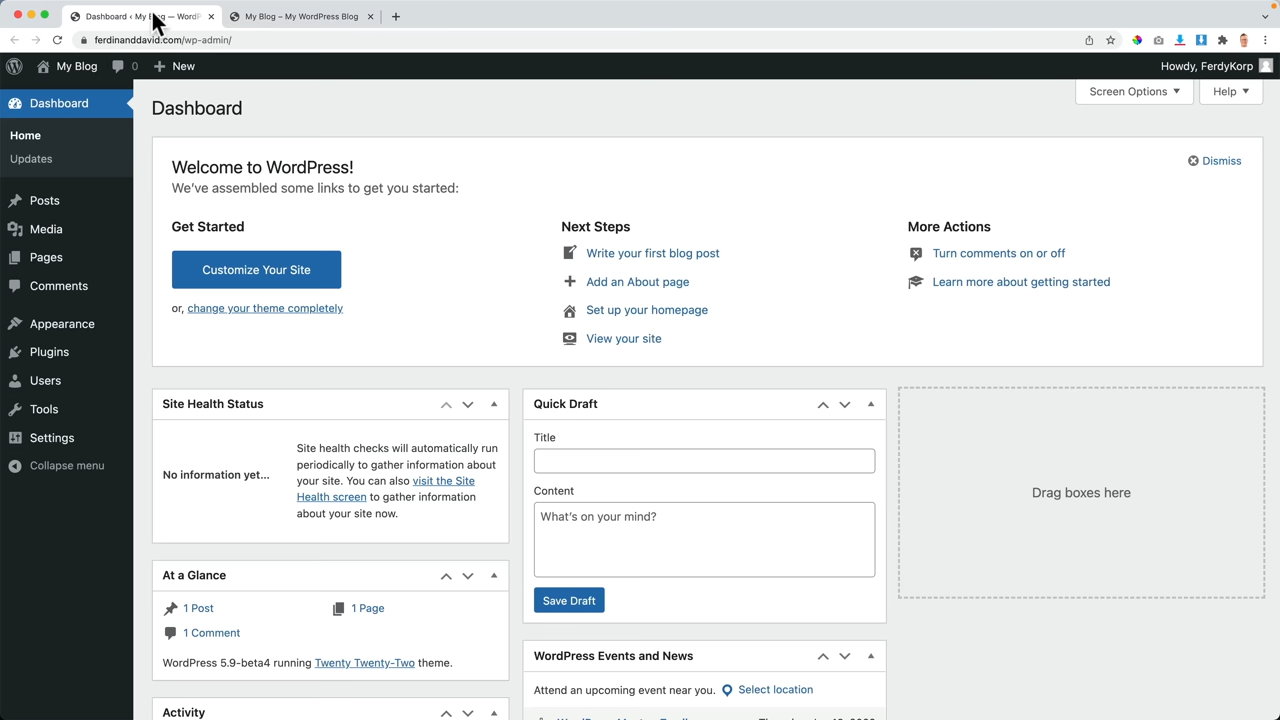 Dashboard ‹ My Blog — WordP
My Blog – My WordPress Blog
ferdinanddavid.com/wp-admin/
My Blog
0
New
Howdy, FerdyKorp
Dashboard
Home
Updates
Posts
Media
Pages
Comments
Appearance
Plugins
Users
Tools
Settings
Collapse menu
Dashboard
Screen Options
Help
Welcome to WordPress!
We've assembled some links to get you started:
Dismiss
Get Started
Customize Your Site
or, change your theme completely
Next Steps
Write your first blog post
Add an About page
Set up your homepage
View your site
More Actions
Turn comments on or off
Learn more about getting started
Site Health Status
No information yet...
Site health checks will automatically run
periodically to gather information about
your site. You can also visit the Site
Health screen to gather information
about your site now.
At a Glance
1 Post
1 Page
1 Comment
WordPress 5.9-beta4 running Twenty Twenty-Two theme.
Activity
Quick Draft
Title
Content
What's on your mind?
Save Draft
WordPress Events and News
Attend an upcoming event near you.
Select location
Drag boxes here